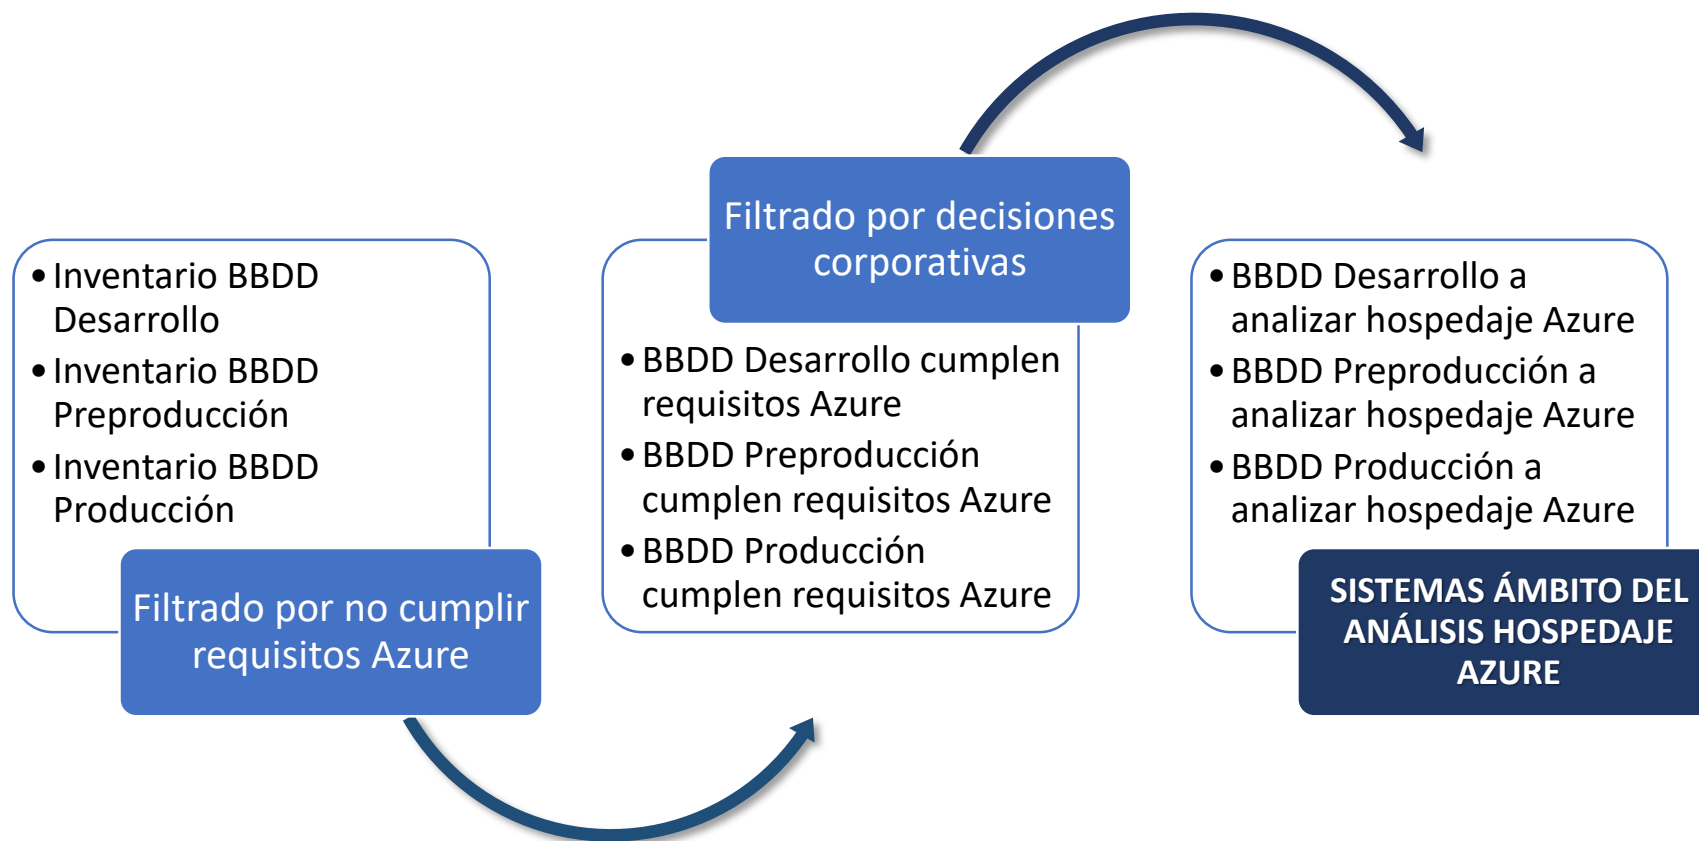 • Inventario BBDD
Desarrollo
• Inventario BBDD
Preproducción
• Inventario BBDD
Producción
Filtrado por no cumplir
requisitos Azure
Filtrado por decisiones
corporativas
• BBDD Desarrollo cumplen
requisitos Azure
• BBDD Preproducción
cumplen requisitos Azure
• BBDD Producción
cumplen requisitos Azure
• BBDD Desarrollo a
analizar hospedaje Azure
• BBDD Preproducción a
analizar hospedaje Azure
• BBDD Producción a
analizar hospedaje Azure
SISTEMAS ÁMBITO DEL
ANÁLISIS HOSPEDAJE
AZURE